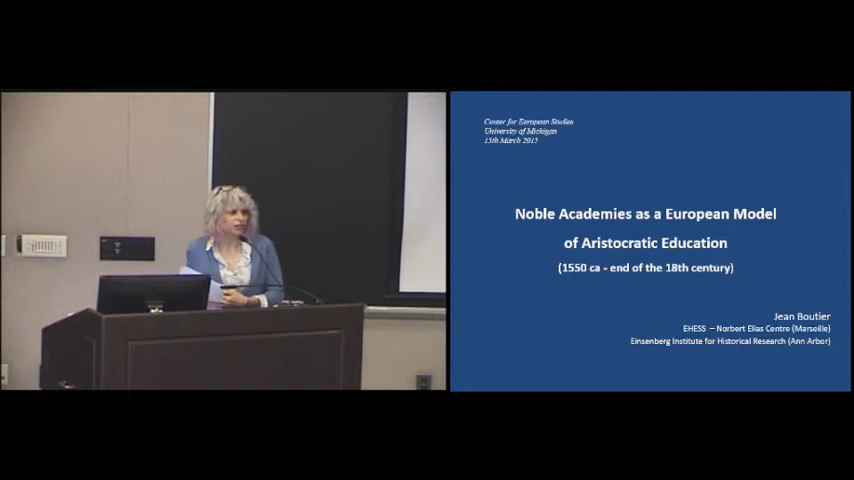 Center for European Studies
University of Michigan
15th March 2015
Noble Academies as a European Model
of Aristocratic Education
(1550 ca - end of the 18th century)
Jean Boutier
EHESS – Norbert Elias Centre (Marseille)
Einsenberg Institute for Historical Research (Ann Arbor)